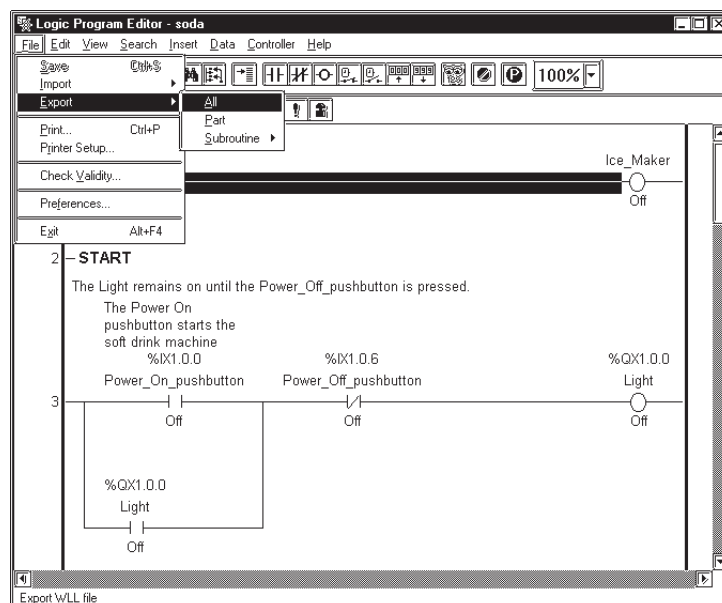 Logic Program Editor - soda
File Edit View Search Insert Data Controller Help
Save Ctrl+S
Import
Export
Print... Ctrl+P
Printer Setup...
Check Validity...
Preferences...
Exit Alt+F4
All
Part
Subroutine
100%
Ice_Maker
Off
2 START
The Light remains on until the Power_Off_pushbutton is pressed.
The Power On
pushbutton starts the
soft drink machine
%IX1.0.0 %IX1.0.6 %QX1.0.0
Power_On_pushbutton Power_Off_pushbutton Light
3
Off Off Off
%QX1.0.0
Light
Off
Export WLL file